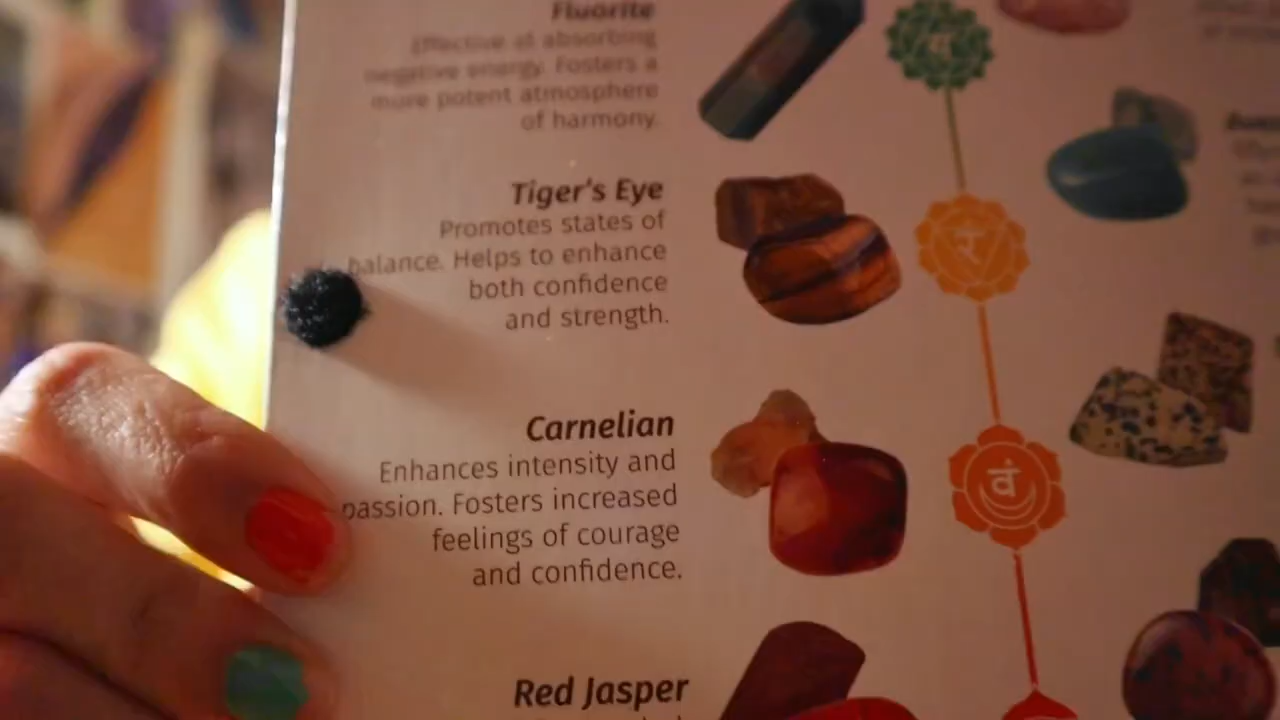 Fluorite
Effective at absorbing
negative energy. Fosters a
more potent atmosphere
of harmony.
Tiger's Eye
Promotes states of
balance. Helps to enhance
both confidence
and strength.
Carnelian
Enhances intensity and
passion. Fosters increased
feelings of courage
and confidence.
Red Jasper
यं
रं
वं